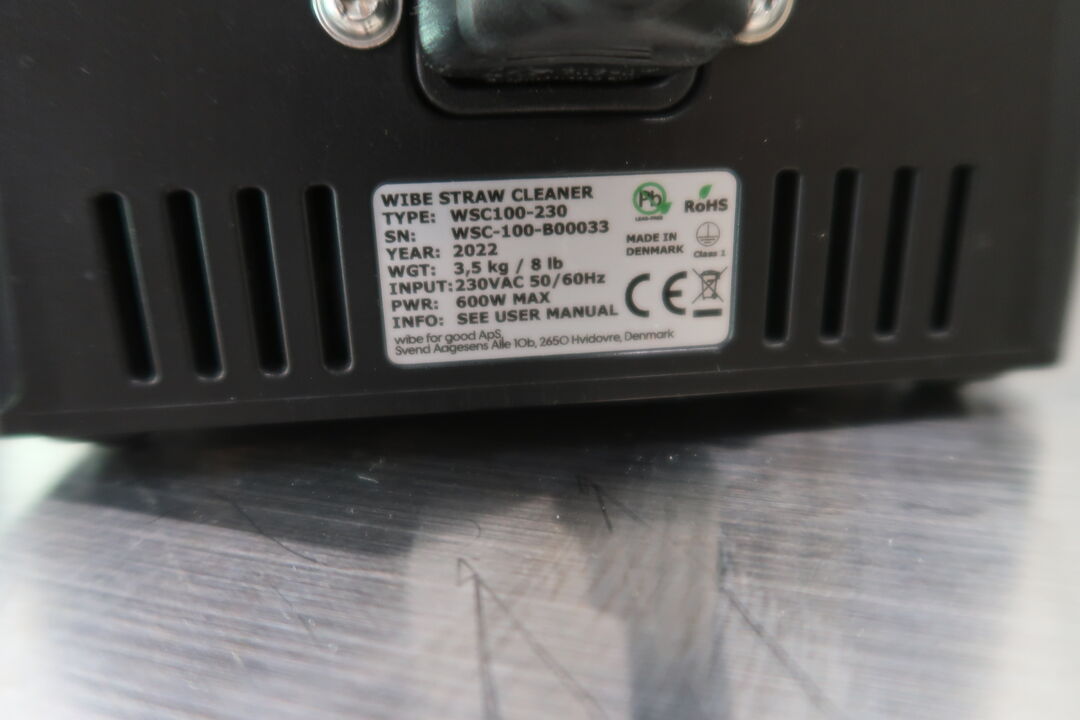 WIBE STRAW CLEANER
TYPE: WSC100-230
SN: WSC-100-B00033
YEAR: 2022
WGT: 3,5 kg / 8 lb
INPUT: 230VAC 50/60Hz
PWR: 600W MAX
INFO: SEE USER MANUAL
wibe for good ApS,
Svend Aagesens Alle 10b, 2650 Hvidovre, Denmark
Pb
LEAD-FREE
RoHS
MADE IN
DENMARK
Class 1
CE